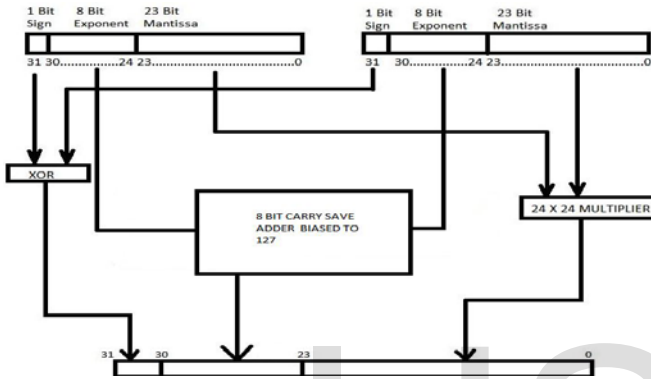 1 Bit 8 Bit 23 Bit
Sign Exponent Mantissa
31 30..................24 23............................................0
1 Bit 8 Bit 23 Bit
Sign Exponent Mantissa
31 30..................24 23............................................0
XOR
8 BIT CARRY SAVE
ADDER BIASED TO
127
24 X 24 MULTIPLIER
31 30 23 0